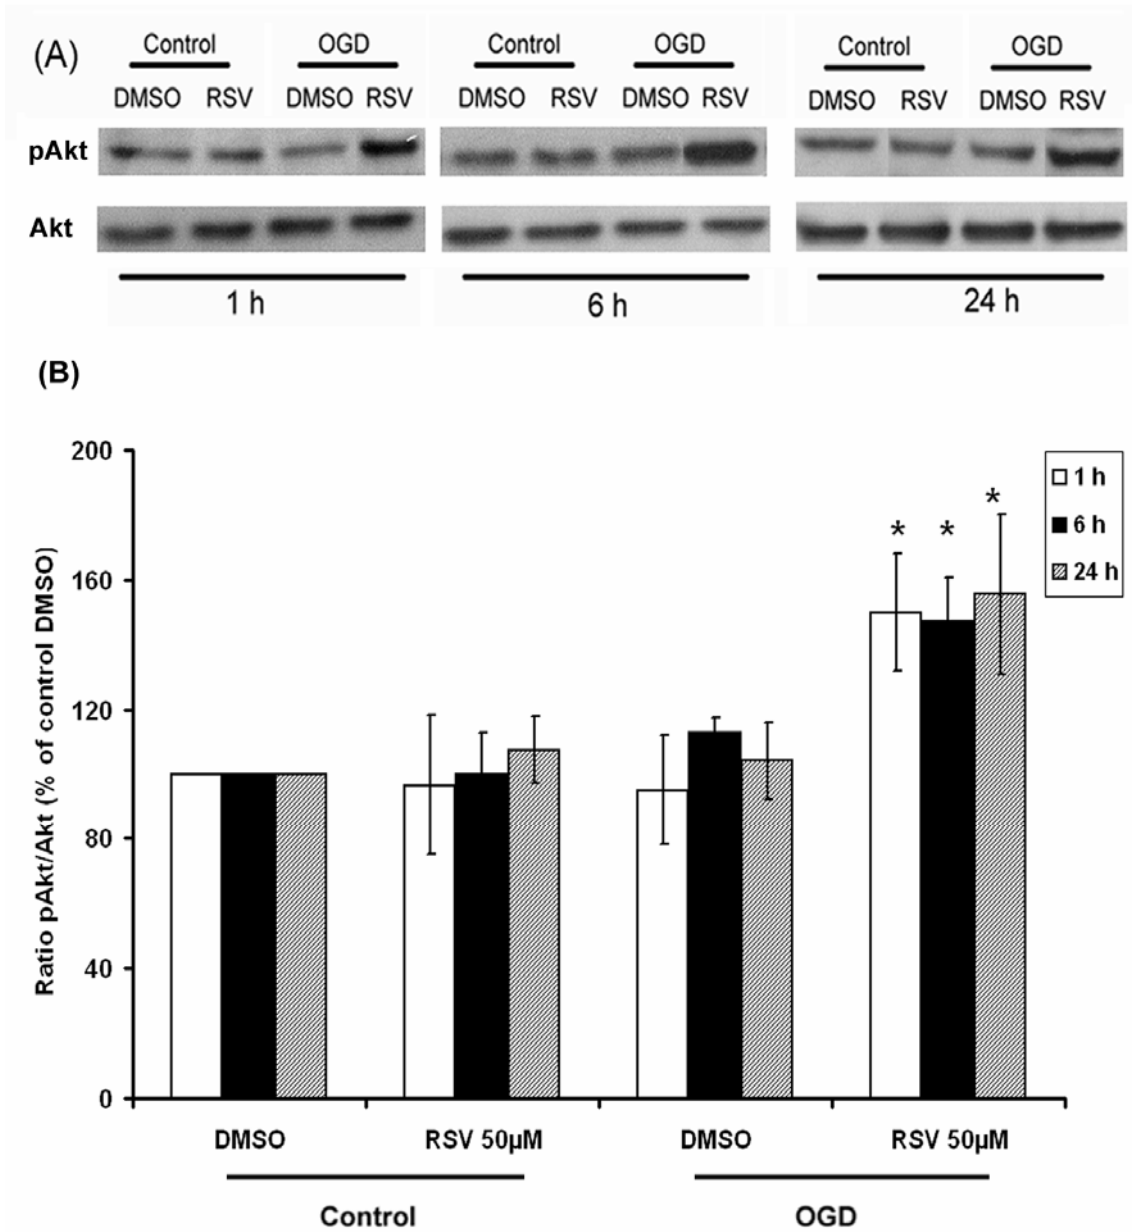 (A)
Control OGD Control OGD Control OGD
DMSO RSV DMSO RSV DMSO RSV DMSO RSV DMSO RSV DMSO RSV
pAkt
Akt
1 h 6 h 24 h
(B)
Ratio pAkt/Akt (% of control DMSO)
200
160
120
80
40
0
* * *
1 h
6 h
24 h
DMSO RSV 50µM DMSO RSV 50µM
Control OGD